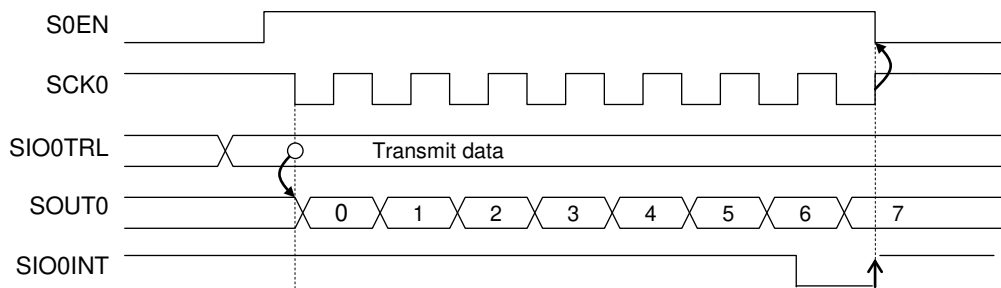 S0EN
SCK0
SIO0TRL
Transmit data
SOUT0
0 1 2 3 4 5 6 7
SIO0INT